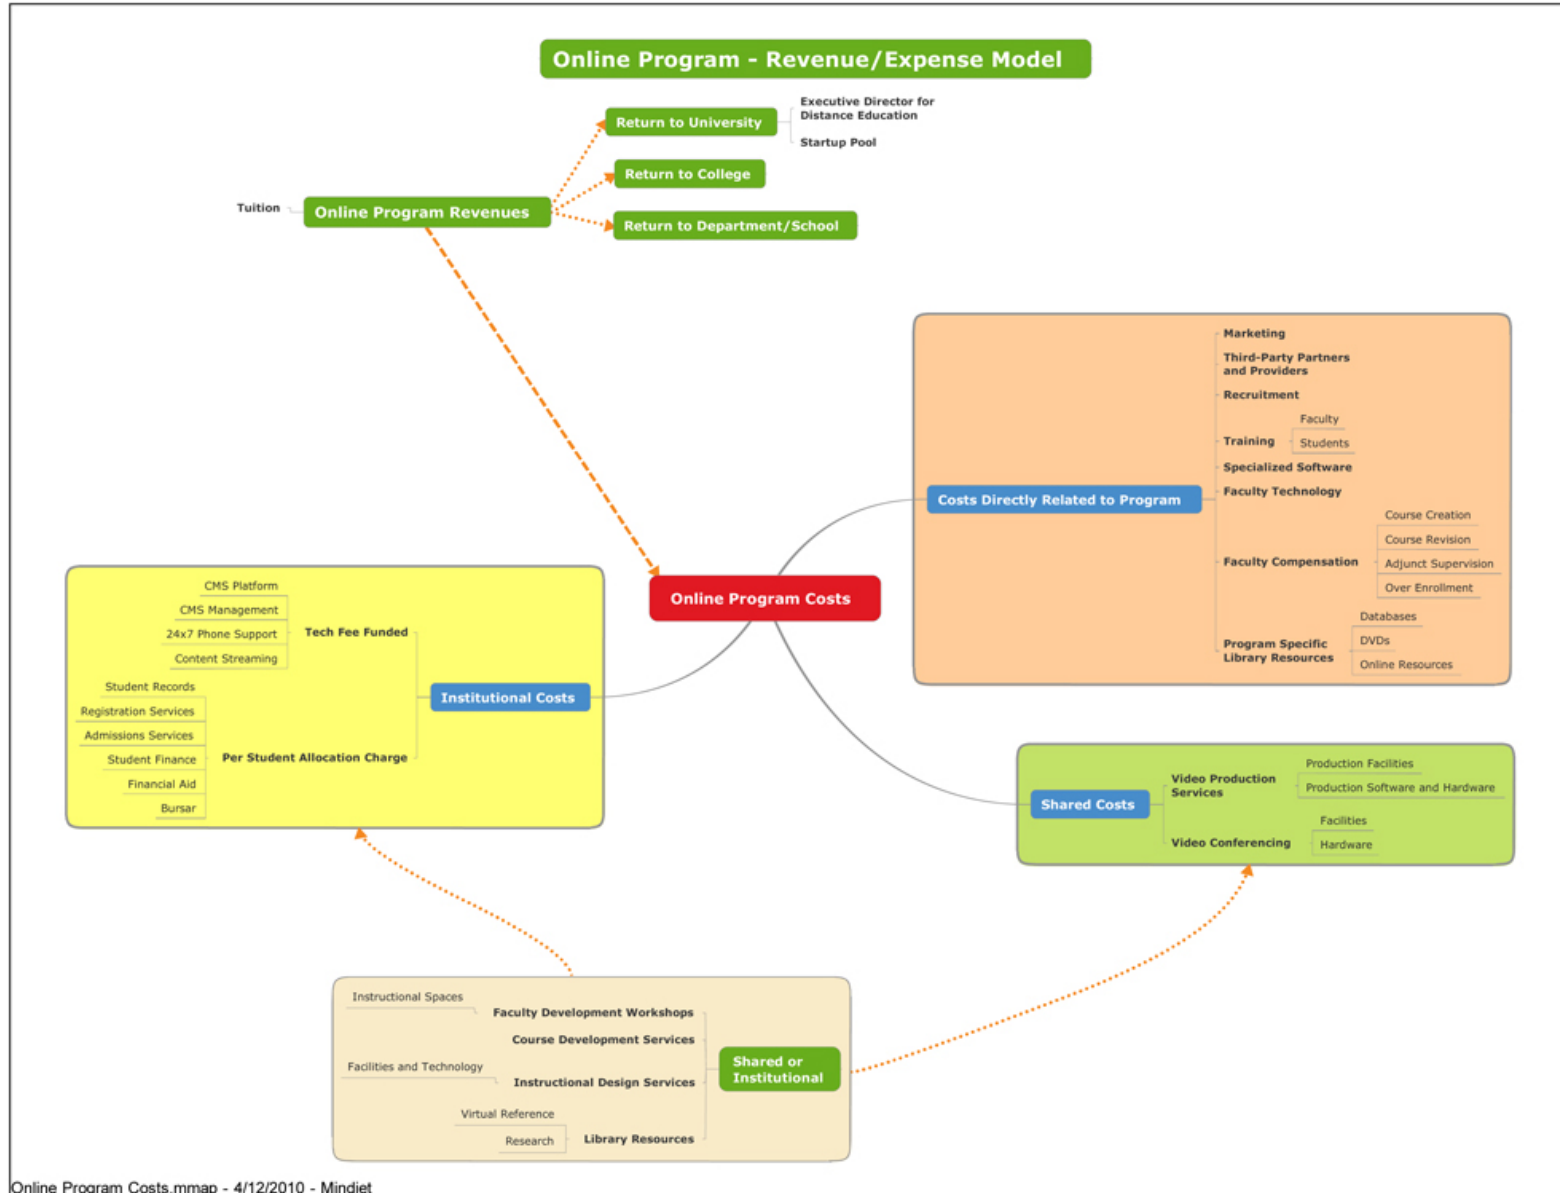 Online Program - Revenue/Expense Model
Executive Director for
Distance Education
Return to University
Startup Pool
Return to College
Tuition
Online Program Revenues
Return to Department/School
Marketing
Third-Party Partners
and Providers
Recruitment
Faculty
Training
Students
Specialized Software
Faculty Technology
Costs Directly Related to Program
Course Creation
Course Revision
Faculty Compensation
Adjunct Supervision
Over Enrollment
Databases
Program Specific
Library Resources
DVDs
Online Resources
Online Program Costs
CMS Platform
CMS Management
24x7 Phone Support
Content Streaming
Tech Fee Funded
Institutional Costs
Student Records
Registration Services
Admissions Services
Student Finance
Financial Aid
Bursar
Per Student Allocation Charge
Shared Costs
Video Production
Services
Production Facilities
Production Software and Hardware
Video Conferencing
Facilities
Hardware
Instructional Spaces
Faculty Development Workshops
Course Development Services
Shared or
Institutional
Facilities and Technology
Instructional Design Services
Virtual Reference
Research
Library Resources
Online Program Costs.mmap - 4/12/2010 - Mindjet